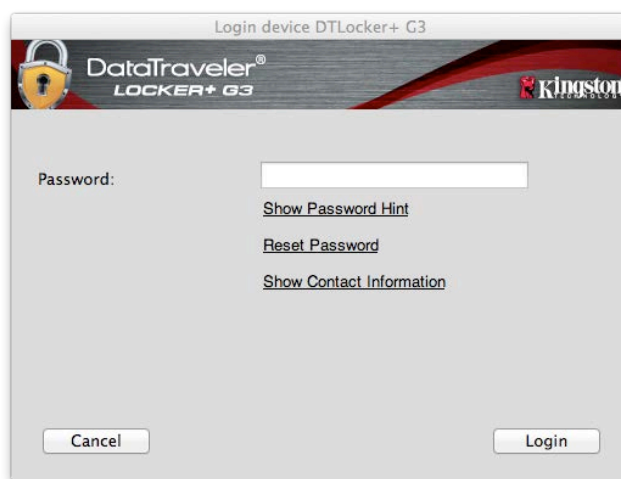 Login device DTLocker+ G3
DataTraveler®
LOCKER+ G3
Kingston
TECHNOLOGY
Password:
Show Password Hint
Reset Password
Show Contact Information
Cancel
Login